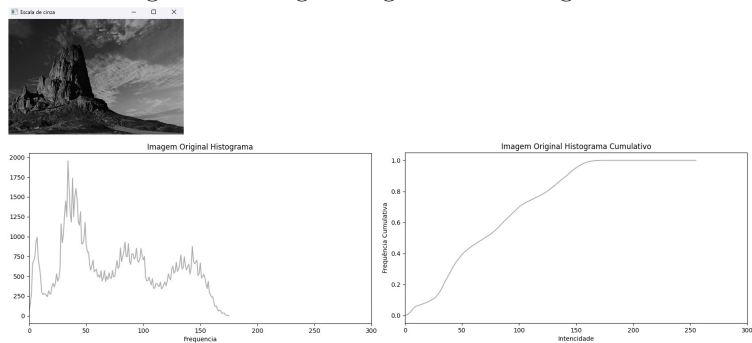 Escala de cinza
Imagem Original Histograma
2000
1750
1500
1250
1000
750
500
250
0
0 50 100 150 200 250 300
Frequencia
Imagem Original Histograma Cumulativo
Frequência Cumulativa
1.0
0.8
0.6
0.4
0.2
0.0
0 50 100 150 200 250 300
Intencidade